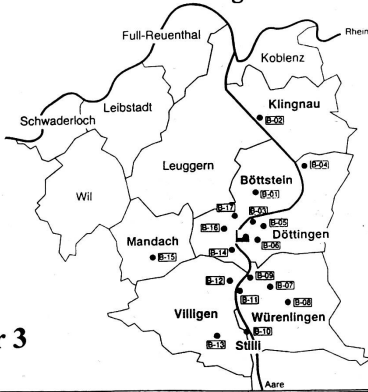 Full-Reuenthal
Rhein
Koblenz
Leibstadt
Schwaderloch
Klingnau
B-02
Leuggern
B-04
Wil
Böttstein
B-01
B-17
B-03
B-16
B-05
Döttingen
Mandach
B-06
B-14
B-15
B-12
B-09
B-07
B-11
B-08
Villigen
Würenlingen
r 3
B-10
B-13
Stilli
Aare